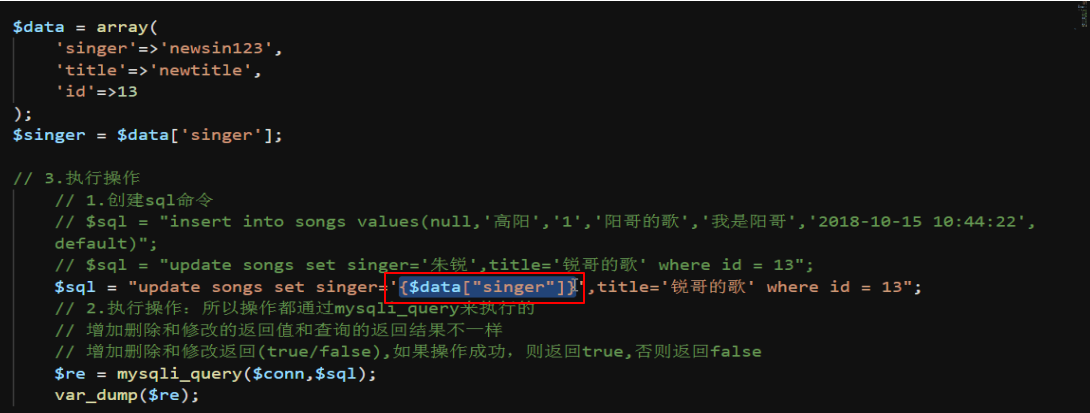 $data = array(
'singer'=>'newsin123',
'title'=>'newtitle',
'id'=>13
);
$singer = $data['singer'];
// 3.执行操作
// 1.创建sql命令
// $sql = "insert into songs values(null,'高阳','1','阳哥的歌','我是阳哥','2018-10-15 10:44:22',
default)";
// $sql = "update songs set singer='朱锐',title='锐哥的歌' where id = 13";
$sql = "update songs set singer='{$data["singer"]}',title='锐哥的歌' where id = 13";
// 2.执行操作：所以操作都通过mysqli_query来执行的
// 增加删除和修改的返回值和查询的返回结果不一样
// 增加删除和修改返回(true/false),如果操作成功，则返回true,否则返回false
$re = mysqli_query($conn,$sql);
var_dump($re);